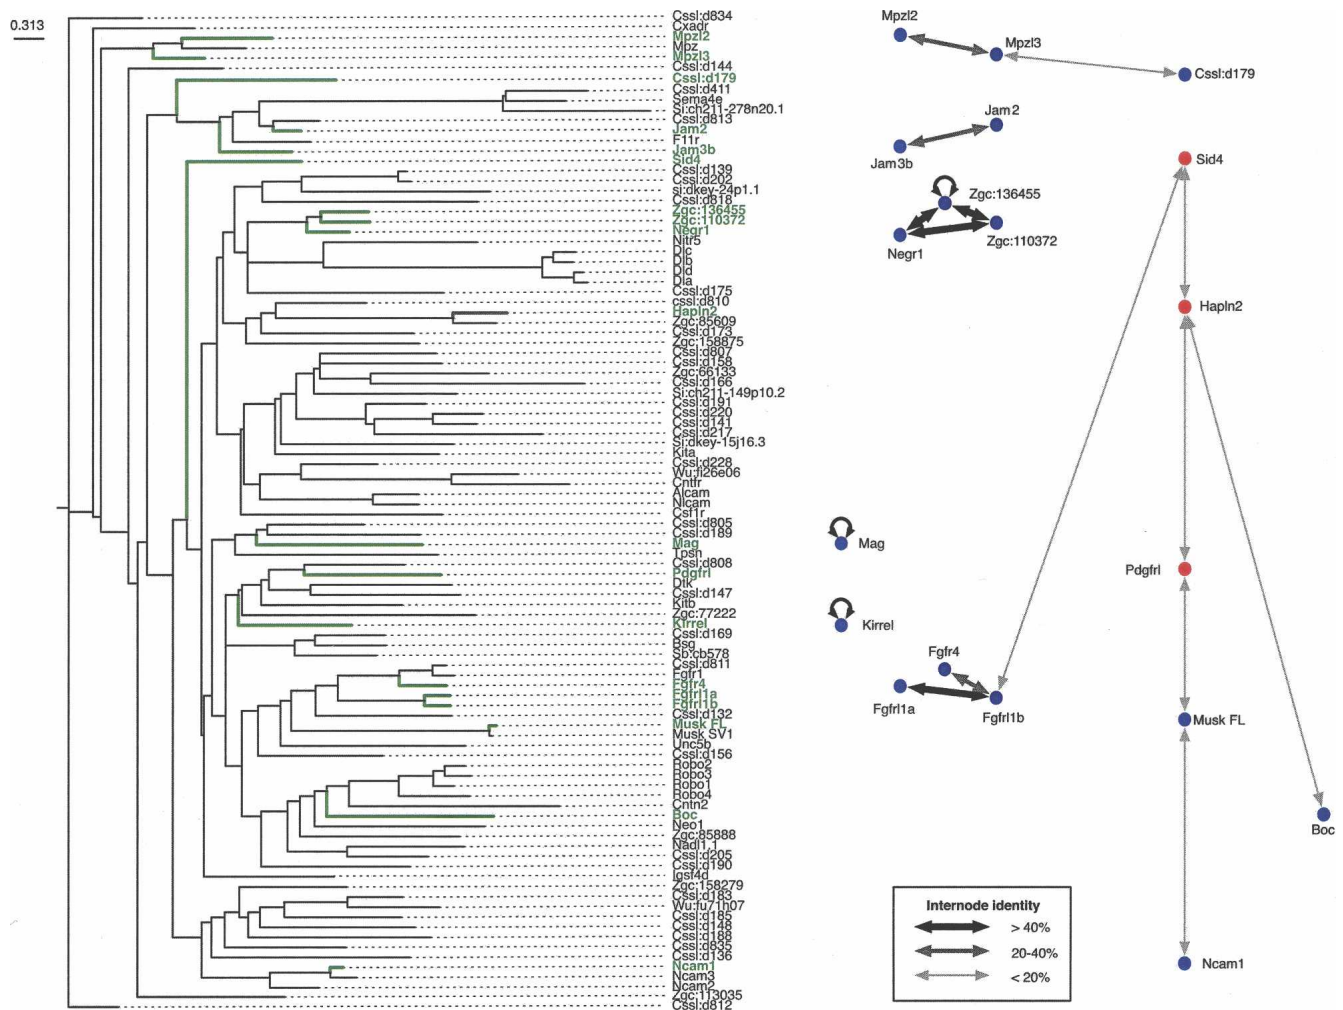 0.313
Cssl:d834
Cxadr
Mpzl2
Mpz
Mpzl3
Cssl:d144
Cssl:d179
Cssl:d411
Sema4e
Si:ch211-278n20.1
Cssl:d813
Jam2
F11r
Jam3b
Sid4
Cssl:d139
Cssl:d202
si:dkey-24p1.1
Cssl:d818
Zgc:136455
Zgc:110372
Negr1
Nitr5
Dlc
Dlb
Dld
Dla
Cssl:d175
cssl:d810
Hapln2
Zgc:85609
Cssl:d173
Zgc:158875
Cssl:d807
Cssl:d158
Zgc:66133
Cssl:d166
Si:ch211-149p10.2
Cssl:d191
Cssl:d220
Cssl:d141
Cssl:d217
Si:dkey-15j16.3
Kita
Cssl:d228
Wu:fi26e06
Cntfr
Alcam
Nlcam
Csf1r
Cssl:d805
Cssl:d189
Mag
Tpsn
Cssl:d808
Pdgfrl
Dtk
Cssl:d147
Kitb
Zgc:77222
Kirrel
Cssl:d169
Bsg
Sb:cb578
Cssl:d811
Fgfr1
Fgfr4
Fgfrl1a
Fgfrl1b
Cssl:d132
Musk FL
Musk SV1
Unc5b
Cssl:d156
Robo2
Robo3
Robo1
Robo4
Cntn2
Boc
Neo1
Zgc:85888
Nadl1.1
Cssl:d205
Cssl:d190
Igsf4d
Zgc:158279
Cssl:d183
Wu:fu71h07
Cssl:d185
Cssl:d148
Cssl:d188
Cssl:d835
Cssl:d136
Ncam1
Ncam3
Ncam2
Zgc:113035
Cssl:d812
Mpzl2
Mpzl3
Cssl:d179
Jam2
Jam3b
Sid4
Zgc:136455
Zgc:110372
Negr1
Hapln2
Mag
Pdgfrl
Kirrel
Fgfr4
Fgfrl1a
Fgfrl1b
Musk FL
Boc
Ncam1
Internode identity
> 40%
20-40%
< 20%